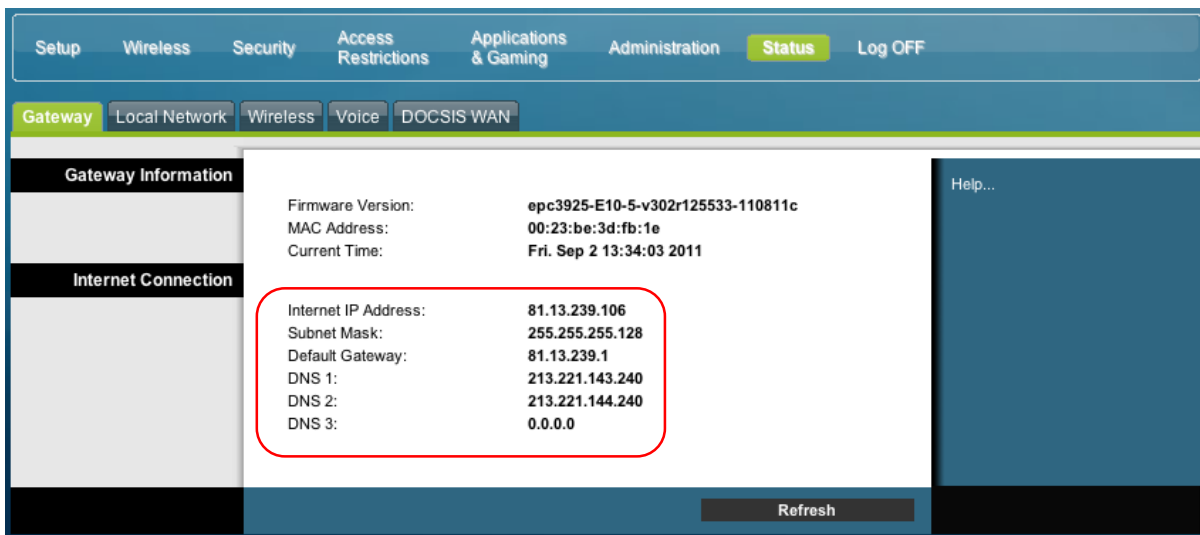 Setup Wireless Security Access Restrictions Applications & Gaming Administration Status Log OFF
Gateway Local Network Wireless Voice DOCSIS WAN
Gateway Information
Help...
Firmware Version: epc3925-E10-5-v302r125533-110811c
MAC Address: 00:23:be:3d:fb:1e
Current Time: Fri. Sep 2 13:34:03 2011
Internet Connection
Internet IP Address: 81.13.239.106
Subnet Mask: 255.255.255.128
Default Gateway: 81.13.239.1
DNS 1: 213.221.143.240
DNS 2: 213.221.144.240
DNS 3: 0.0.0.0
Refresh